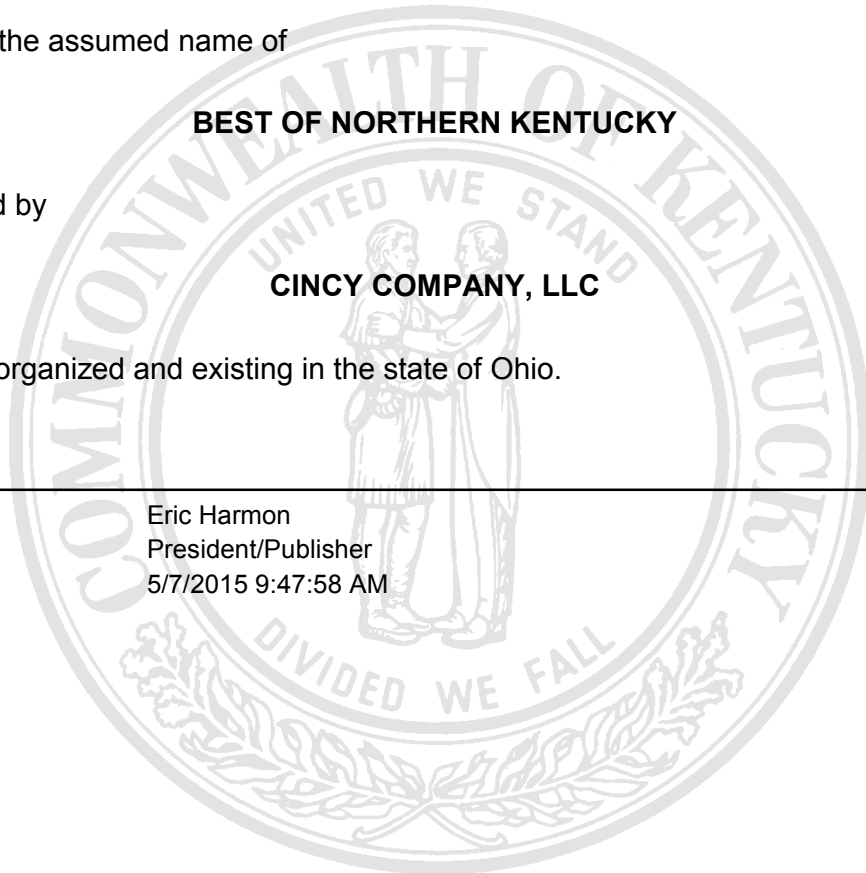 the assumed name of
BEST OF NORTHERN KENTUCKY
d by
CINCY COMPANY, LLC
organized and existing in the state of Ohio.
Eric Harmon
President/Publisher
5/7/2015 9:47:58 AM
COMMONWEALTH OF KENTUCKY
UNITED WE STAND
DIVIDED WE FALL